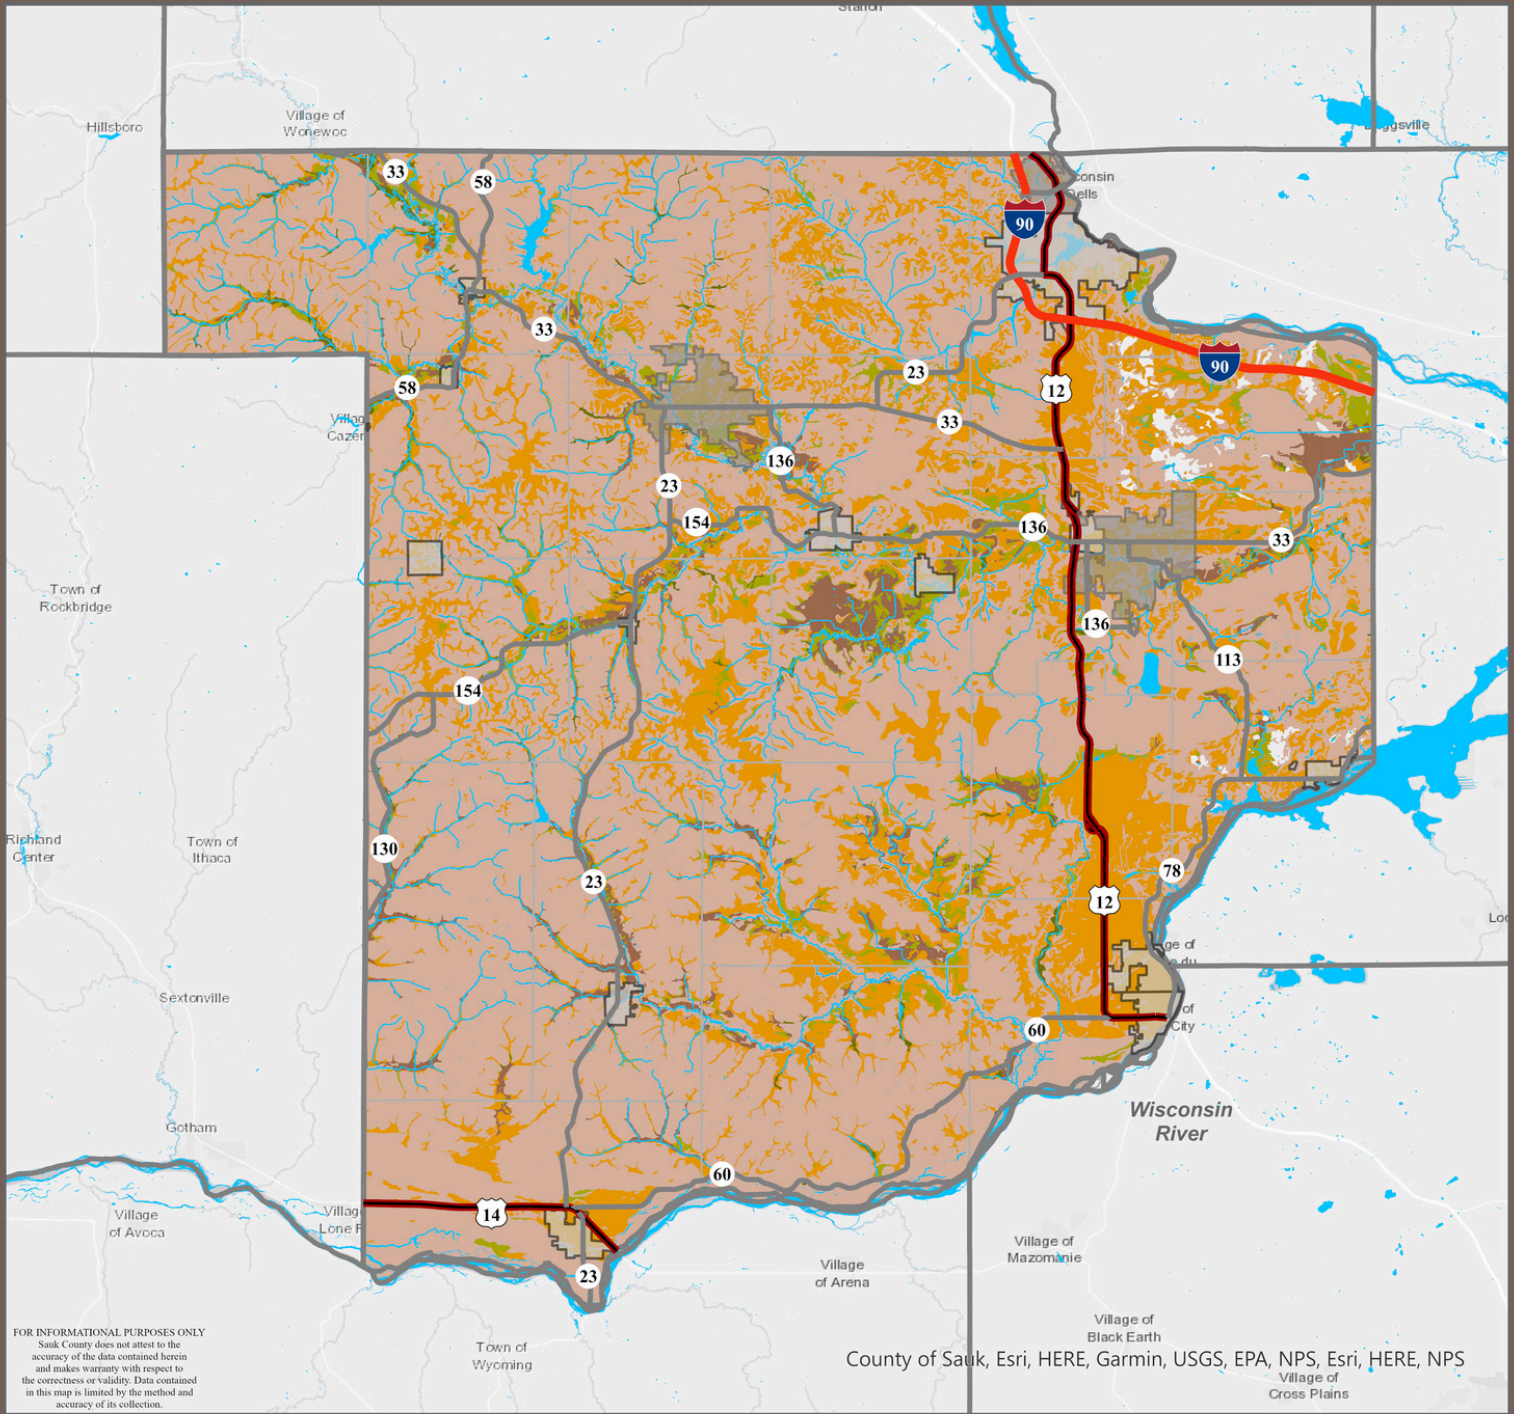 Station
Village of
Wonewoc
Hillsboro
ggsville
33
58
consin
Dells
90
33
90
23
12
58
33
Villag
Cazen
136
23
154
136
33
Town of
Rockbridge
136
113
154
Richland
Center
Town of
Ithaca
130
78
23
12
Loc
ge of
du
Sextonville
of
City
60
Wisconsin
River
Gotham
60
Village
of Avoca
Village
Lone R
14
Village of
Mazomanie
Village
of Arena
23
Village of
Black Earth
Town of
Wyoming
FOR INFORMATIONAL PURPOSES ONLY
Sauk County does not attest to the
accuracy of the data contained herein
and makes warranty with respect to
the correctness or validity. Data contained
in this map is limited by the method and
accuracy of its collection.
County of Sauk, Esri, HERE, Garmin, USGS, EPA, NPS, Esri, HERE, NPS
Village of
Cross Plains